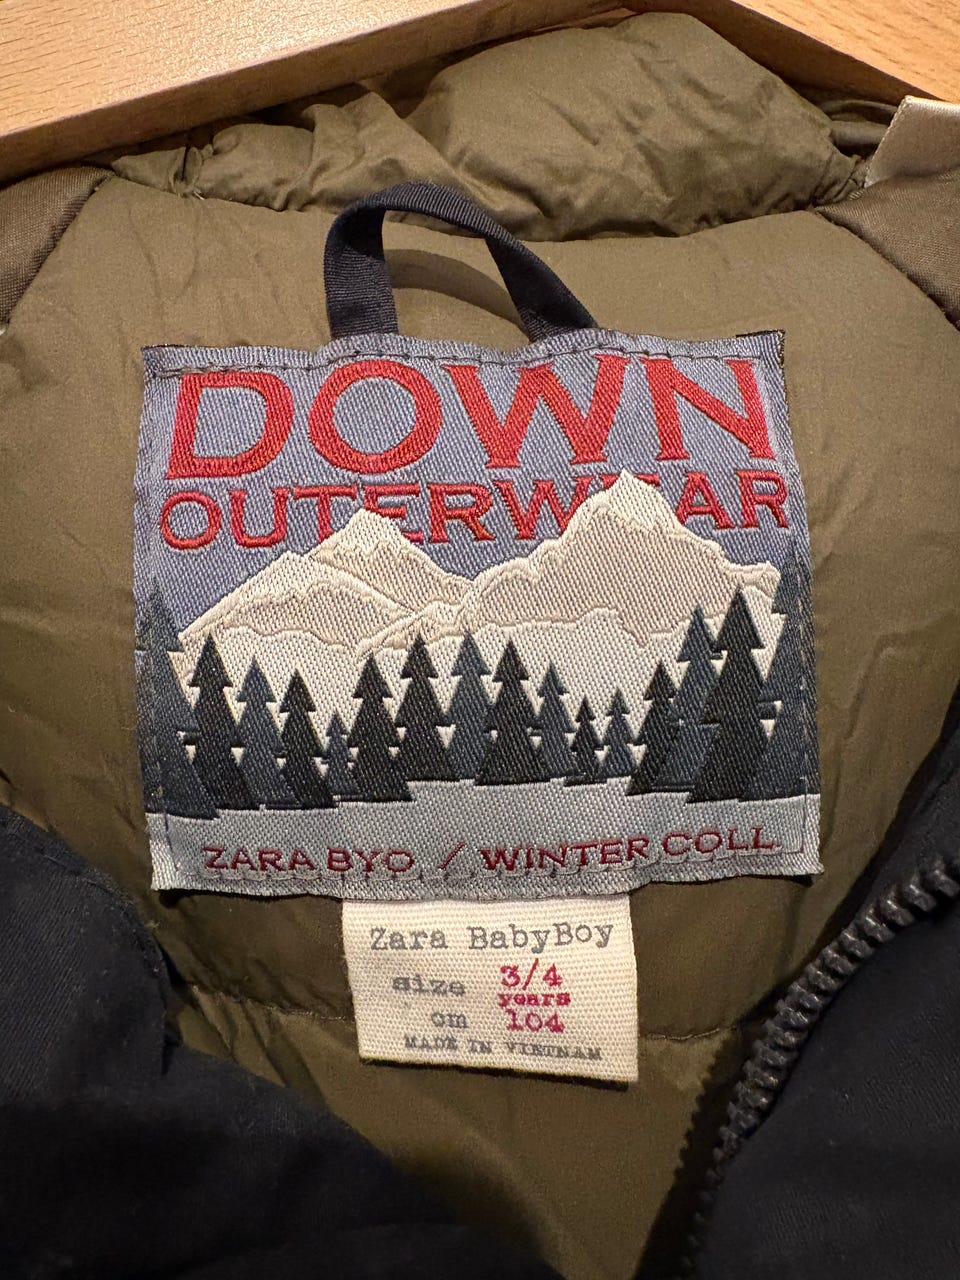 DOWN
OUTERWEAR
ZARA BYO / WINTER COLL.
Zara BabyBoy
size 3/4
years
cm 104
MADE IN VIETNAM